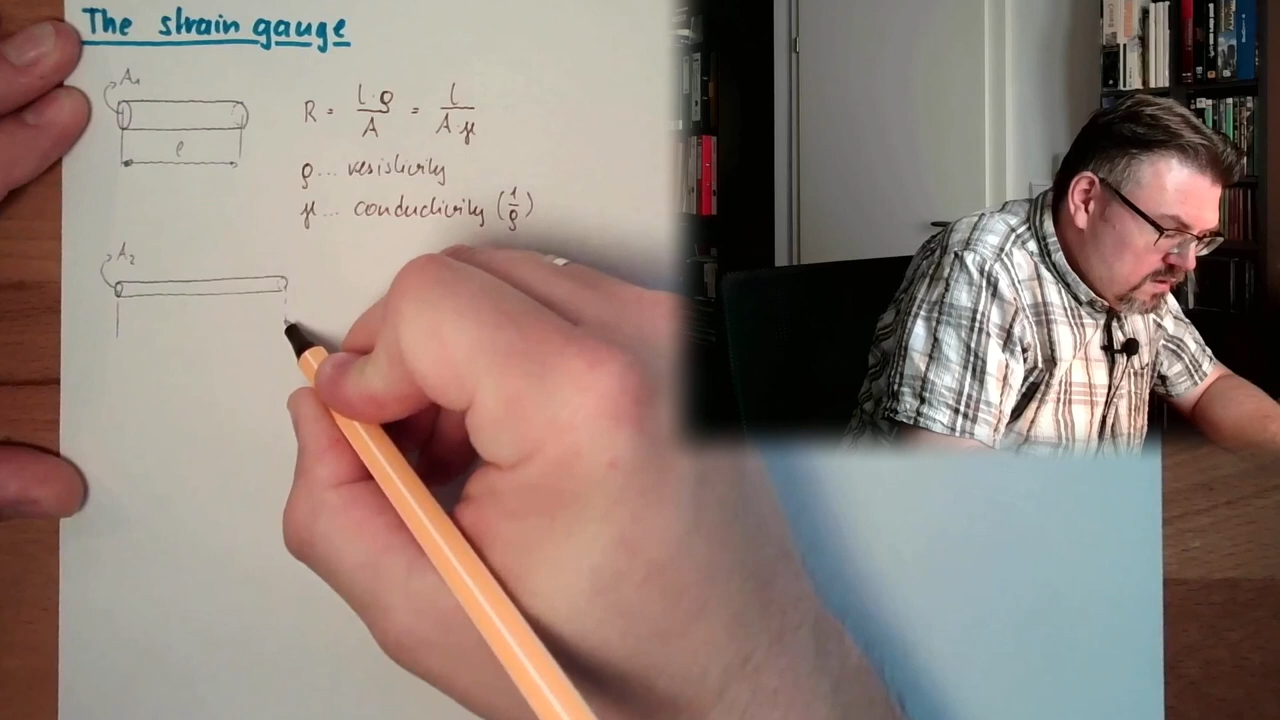 The strain gauge
A₁
R = l·ρ / A = l / A·γ
l
ρ... resistivity
γ... conductivity (1/ρ)
A₂